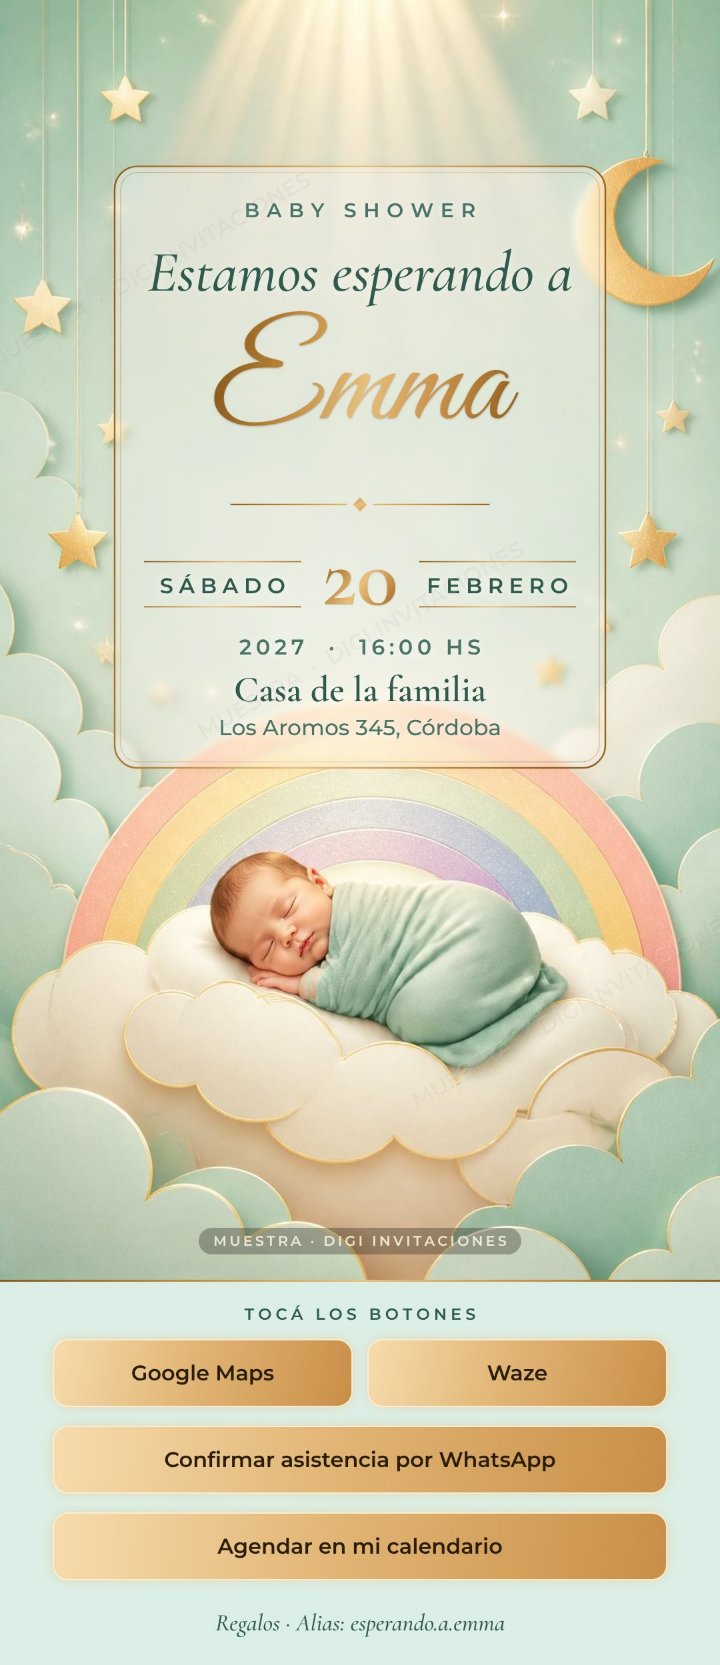 BABY SHOWER
Estamos esperando a
Emma
SÁBADO 20 FEBRERO
2027 · 16:00 HS
Casa de la familia
Los Aromos 345, Córdoba
MUESTRA · DIGI INVITACIONES
TOCÁ LOS BOTONES
Google Maps
Waze
Confirmar asistencia por WhatsApp
Agendar en mi calendario
Regalos · Alias: esperando.a.emma